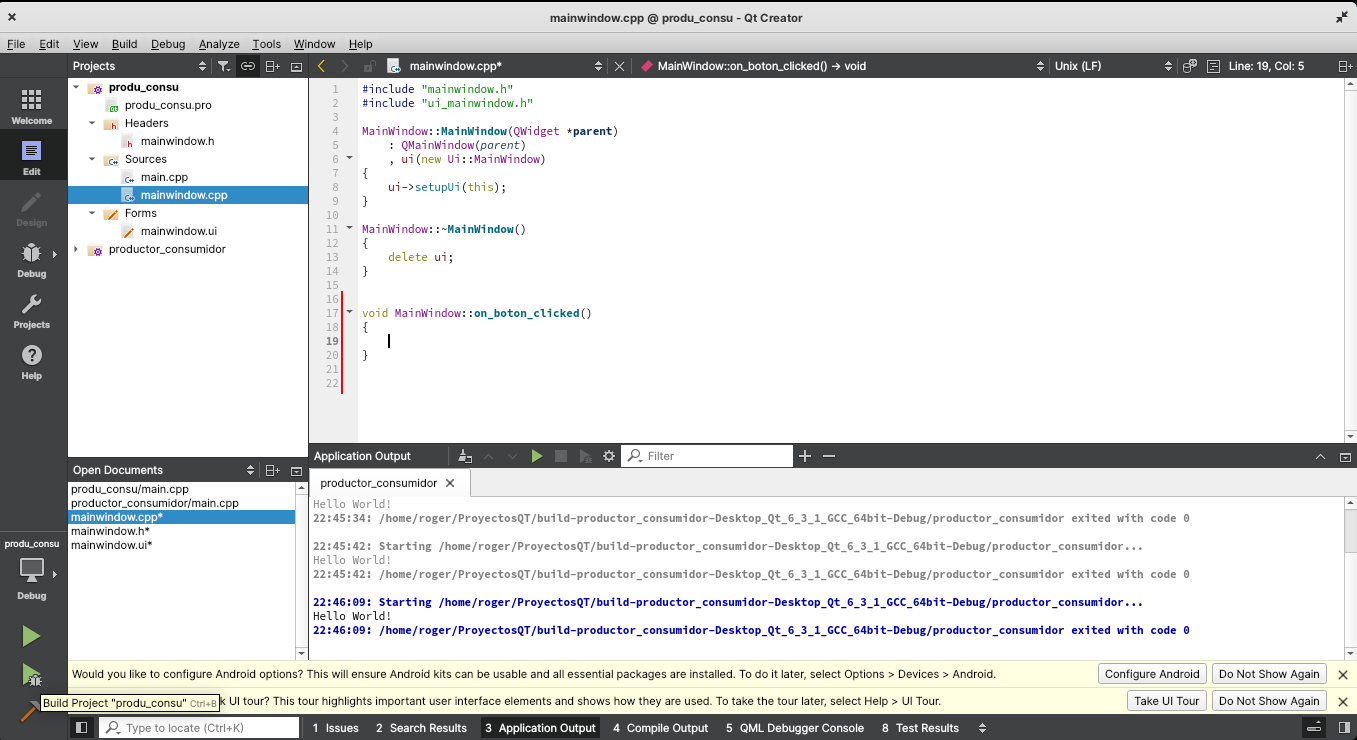 mainwindow.cpp @ produ_consu - Qt Creator
File Edit View Build Debug Analyze Tools Window Help
Projects
mainwindow.cpp*
MainWindow::on_boton_clicked() → void
Unix (LF)
Line: 19, Col: 5
Welcome
Edit
Design
Debug
Projects
Help
produ_consu
produ_consu.pro
Headers
mainwindow.h
Sources
main.cpp
mainwindow.cpp
Forms
mainwindow.ui
productor_consumidor
1 #include "mainwindow.h"
2 #include "ui_mainwindow.h"
3
4 MainWindow::MainWindow(QWidget *parent)
5     : QMainWindow(parent)
6     , ui(new Ui::MainWindow)
7 {
8     ui->setupUi(this);
9 }
10
11 MainWindow::~MainWindow()
12 {
13     delete ui;
14 }
15
16
17 void MainWindow::on_boton_clicked()
18 {
19
20 }
21
22
Open Documents
produ_consu/main.cpp
productor_consumidor/main.cpp
mainwindow.cpp*
mainwindow.h*
mainwindow.ui*
produ_consu
Debug
Application Output
Filter
productor_consumidor
Hello World!
22:45:34: /home/roger/ProyectosQT/build-productor_consumidor-Desktop_Qt_6_3_1_GCC_64bit-Debug/productor_consumidor exited with code 0
22:45:42: Starting /home/roger/ProyectosQT/build-productor_consumidor-Desktop_Qt_6_3_1_GCC_64bit-Debug/productor_consumidor...
Hello World!
22:45:42: /home/roger/ProyectosQT/build-productor_consumidor-Desktop_Qt_6_3_1_GCC_64bit-Debug/productor_consumidor exited with code 0
22:46:09: Starting /home/roger/ProyectosQT/build-productor_consumidor-Desktop_Qt_6_3_1_GCC_64bit-Debug/productor_consumidor...
Hello World!
22:46:09: /home/roger/ProyectosQT/build-productor_consumidor-Desktop_Qt_6_3_1_GCC_64bit-Debug/productor_consumidor exited with code 0
Would you like to configure Android options? This will ensure Android kits can be usable and all essential packages are installed. To do it later, select Options > Devices > Android.
Configure Android
Do Not Show Again
Build Project "produ_consu" Ctrl+B
k UI tour? This tour highlights important user interface elements and shows how they are used. To take the tour later, select Help > UI Tour.
Take UI Tour
Do Not Show Again
Type to locate (Ctrl+K)
1 Issues
2 Search Results
3 Application Output
4 Compile Output
5 QML Debugger Console
8 Test Results